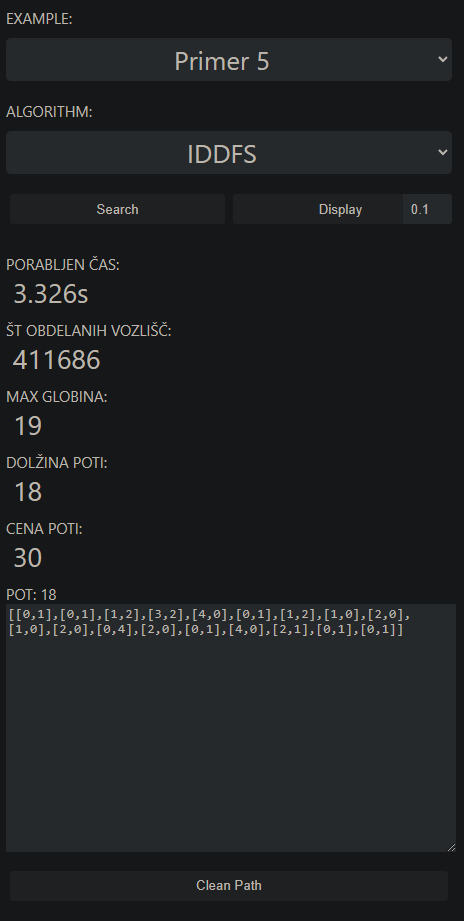 EXAMPLE:
Primer 5
ALGORITHM:
IDDFS
Search Display 0.1
PORABLJEN ČAS:
3.326s
ŠT OBDELANIH VOZLIŠČ:
411686
MAX GLOBINA:
19
DOLŽINA POTI:
18
CENA POTI:
30
POT: 18
[[0,1],[0,1],[1,2],[3,2],[4,0],[0,1],[1,2],[1,0],[2,0],
[1,0],[2,0],[0,4],[2,0],[0,1],[4,0],[2,1],[0,1],[0,1]]
Clean Path